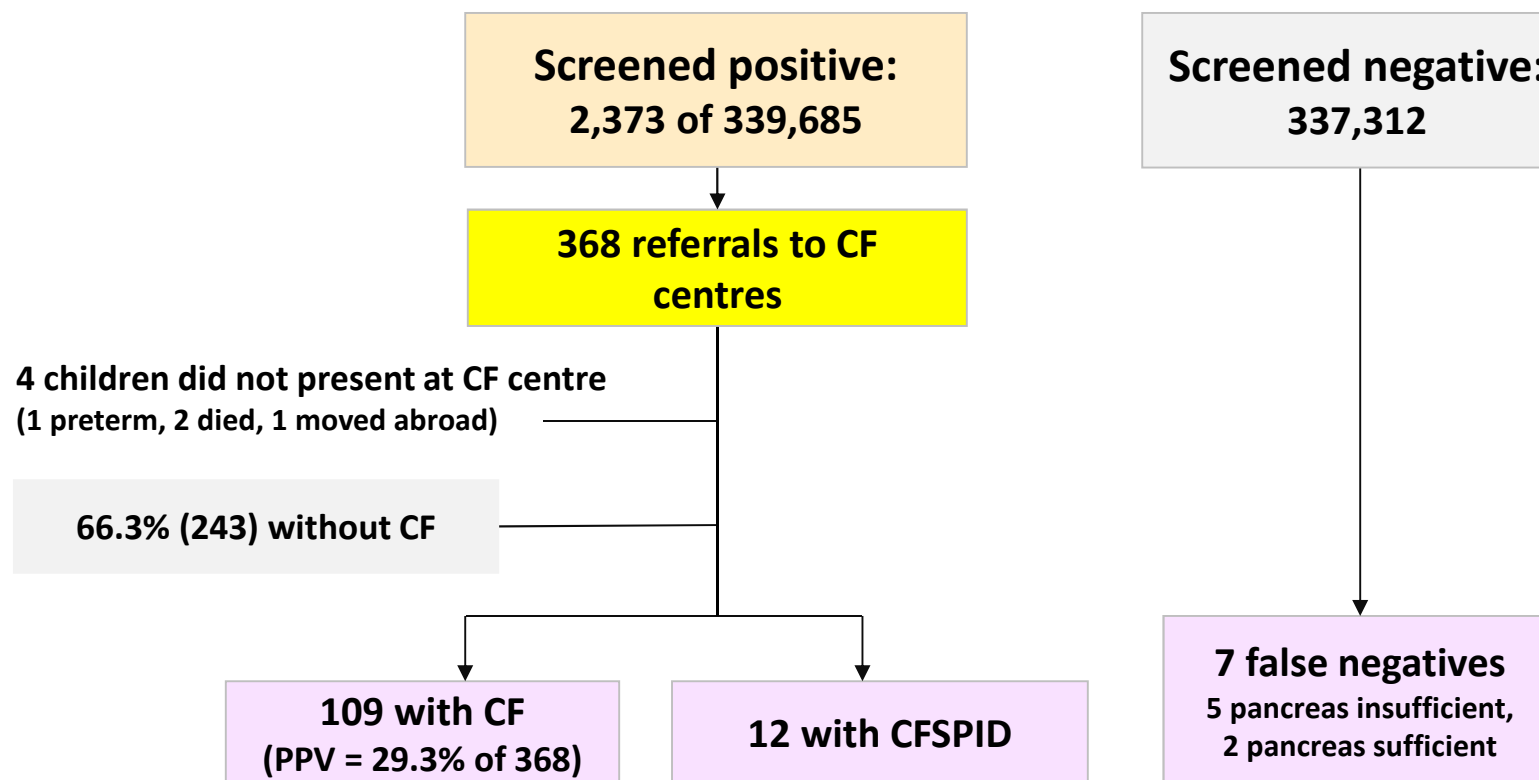 Screened positive:
2,373 of 339,685
Screened negative:
337,312
368 referrals to CF
centres
4 children did not present at CF centre
(1 preterm, 2 died, 1 moved abroad)
66.3% (243) without CF
109 with CF
(PPV = 29.3% of 368)
12 with CFSPID
7 false negatives
5 pancreas insufficient,
2 pancreas sufficient